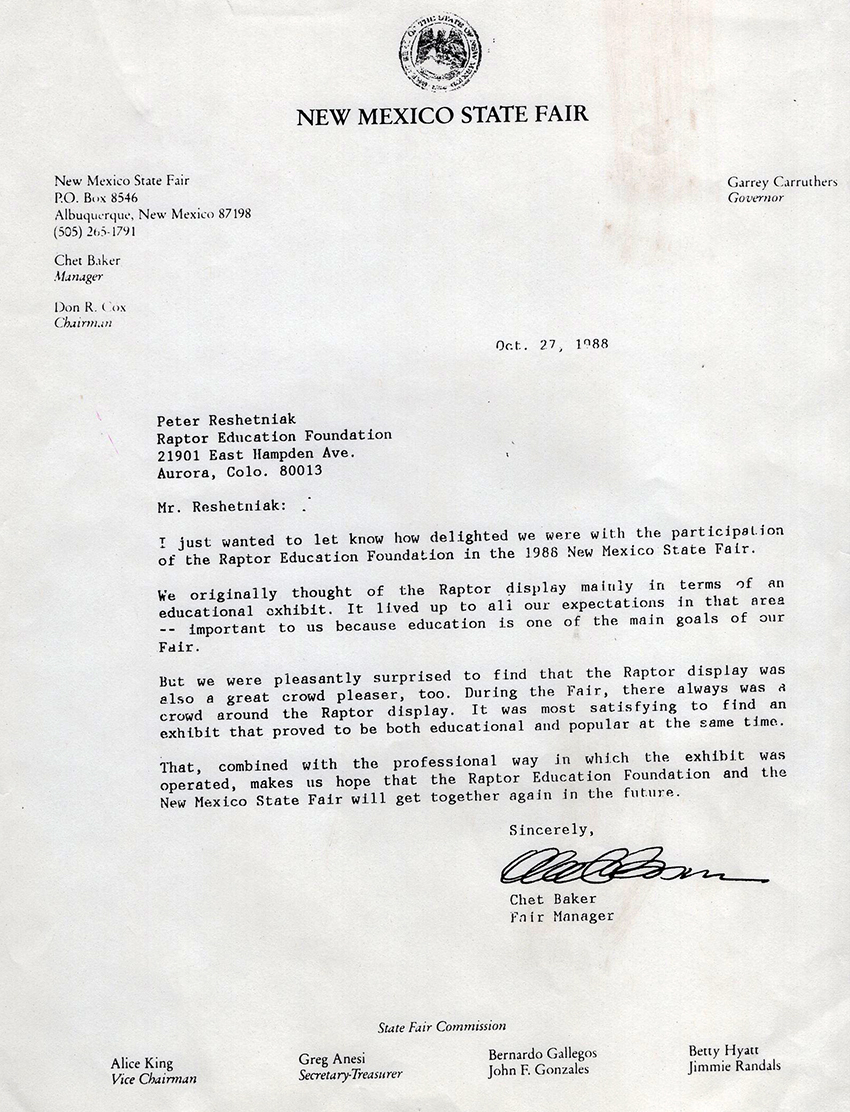 NEW MEXICO STATE FAIR
New Mexico State Fair
P.O. Box 8546
Albuquerque, New Mexico 87198
(505) 265-1791
Chet Baker
Manager
Don R. Cox
Chairman
Garrey Carruthers
Governor
Oct. 27, 1988
Peter Reshetniak
Raptor Education Foundation
21901 East Hampden Ave.
Aurora, Colo. 80013
Mr. Reshetniak:
I just wanted to let know how delighted we were with the participation
of the Raptor Education Foundation in the 1988 New Mexico State Fair.
We originally thought of the Raptor display mainly in terms of an
educational exhibit. It lived up to all our expectations in that area
-- important to us because education is one of the main goals of our
Fair.
But we were pleasantly surprised to find that the Raptor display was
also a great crowd pleaser, too. During the Fair, there always was a
crowd around the Raptor display. It was most satisfying to find an
exhibit that proved to be both educational and popular at the same time.
That, combined with the professional way in which the exhibit was
operated, makes us hope that the Raptor Education Foundation and the
New Mexico State Fair will get together again in the future.
Sincerely,
Chet Baker
Fair Manager
State Fair Commission
Alice King
Vice Chairman
Greg Anesi
Secretary-Treasurer
Bernardo Gallegos
John F. Gonzales
Betty Hyatt
Jimmie Randals